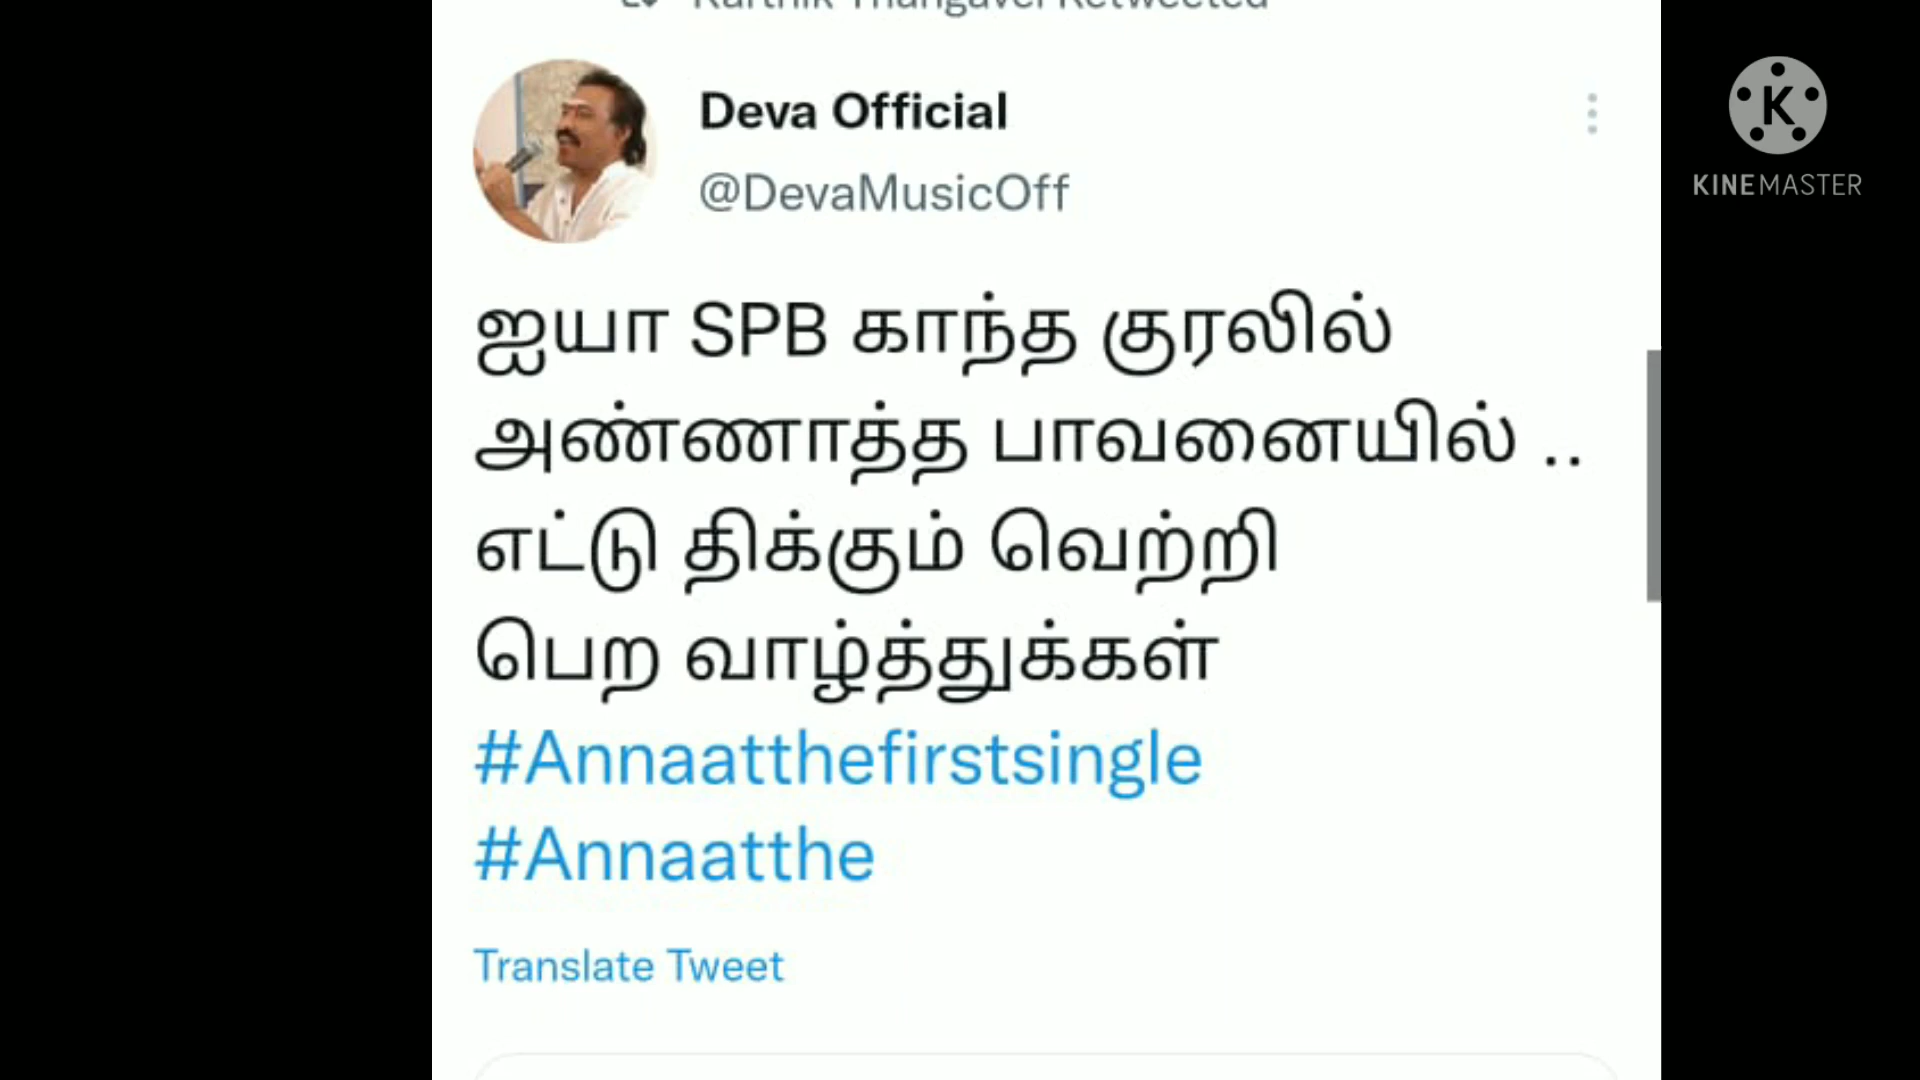 Karthik Thangavel Retweeted
Deva Official
@DevaMusicOff
ஐயா SPB காந்த குரலில்
அண்ணாத்த பாவனையில் ..
எட்டு திக்கும் வெற்றி
பெற வாழ்த்துக்கள்
#Annaatthefirstsingle
#Annaatthe
Translate Tweet
K
KINEMASTER